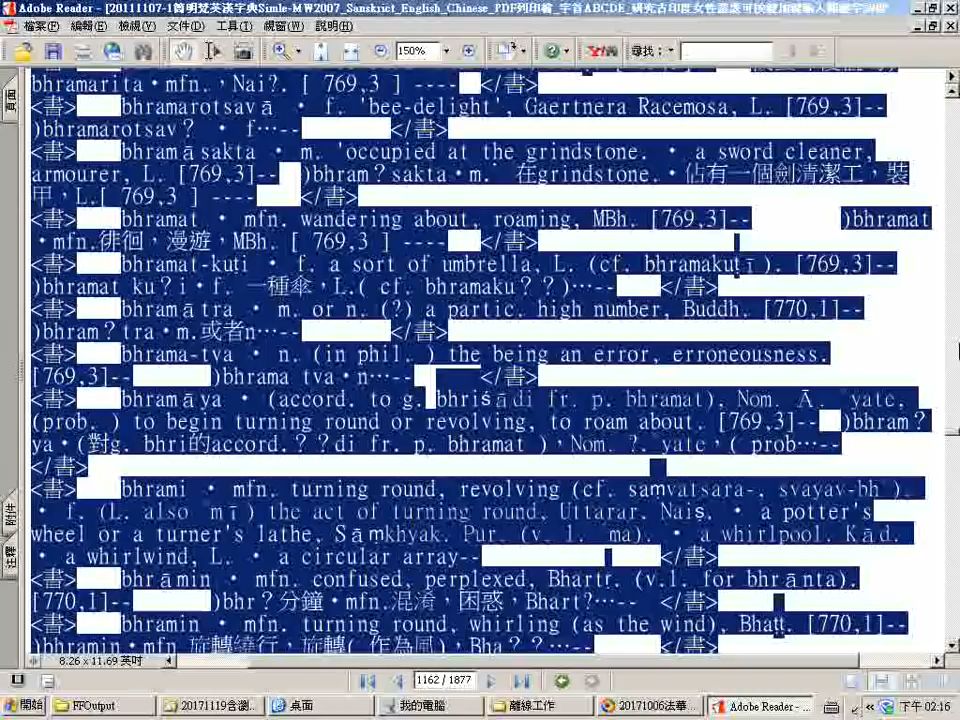 Adobe Reader - [20111107-1簡明梵英漢字典Simle-MW2007_Sanskrict_English_Chinese_PDF列印稿_字首ABCDE_研究古印度女性
檔案(F) 編輯(E) 檢視(V) 文件(D) 工具(T) 視窗(W) 說明(H)
150% 尋找：
bhramarita・mfn.，Nai?. [ 769,3 ] ---- </書>
<書> bhramarotsavā ・ f. 'bee-delight', Gaertnera Racemosa, L. [769,3]--
)bhramarotsav? ・ f…-- </書>
<書> bhramāsakta ・ m. 'occupied at the grindstone. ・ a sword cleaner,
armourer, L. [769,3]-- )bhram?sakta・m.' 在grindstone.・佔有一個劍清潔工，裝
甲，L.[ 769,3 ] ---- </書>
<書> bhramat ・ mfn. wandering about, roaming, MBh. [769,3]-- )bhramat
・mfn.徘徊，漫遊，MBh. [ 769,3 ] ---- </書>
<書> bhramat-kuṭi ・ f. a sort of umbrella, L. (cf. bhramakuṭī). [769,3]--
)bhramat ku?i・f. 一種傘，L.( cf. bhramaku??)…-- </書>
<書> bhramātra ・ m. or n. (?) a partic. high number, Buddh. [770,1]--
)bhram?tra・m.或者n…-- </書>
<書> bhrama-tva ・ n. (in phil. ) the being an error, erroneousness.
[769,3]-- )bhrama tva・n…-- </書>
<書> bhramāya ・ (accord. to g. bhriśādi fr. p. bhramat), Nom. Ā. yate,
(prob. ) to begin turning round or revolving, to roam about. [769,3]-- )bhram?
ya・(對g. bhri的accord.??di fr. p. bhramat )，Nom.?. yate，( prob…--
</書>
<書> bhrami ・ mfn. turning round, revolving (cf. saṃvatsara-, svayav-bh ).
・ f. (L. also mī) the act of turning round, Uttarar. Nais. ・ a potter's
wheel or a turner's lathe, Sāṃkhyak. Pur. (v. l. ma). ・ a whirlpool. Kād.
・ a whirlwind, L. ・ a circular array-- </書>
<書> bhrāmin ・ mfn. confused, perplexed, Bhartr. (v.l. for bhrānta).
[770,1]-- )bhr?分鐘・mfn.混淆，困惑，Bhart?…-- </書>
<書> bhramin ・ mfn. turning round, whirling (as the wind), Bhaṭṭ. [770,1]--
)bhramin・mfn.旋轉繞行，旋轉( 作為風)，Bha??…-- </書>
頁面
附件
註釋
8.26 x 11.69 英吋
1162 / 1877
開始 FFOutput 20171119含瀏... 桌面 我的電腦 離線工作 20171006法華... Adobe Reader - [... 下午 02:16